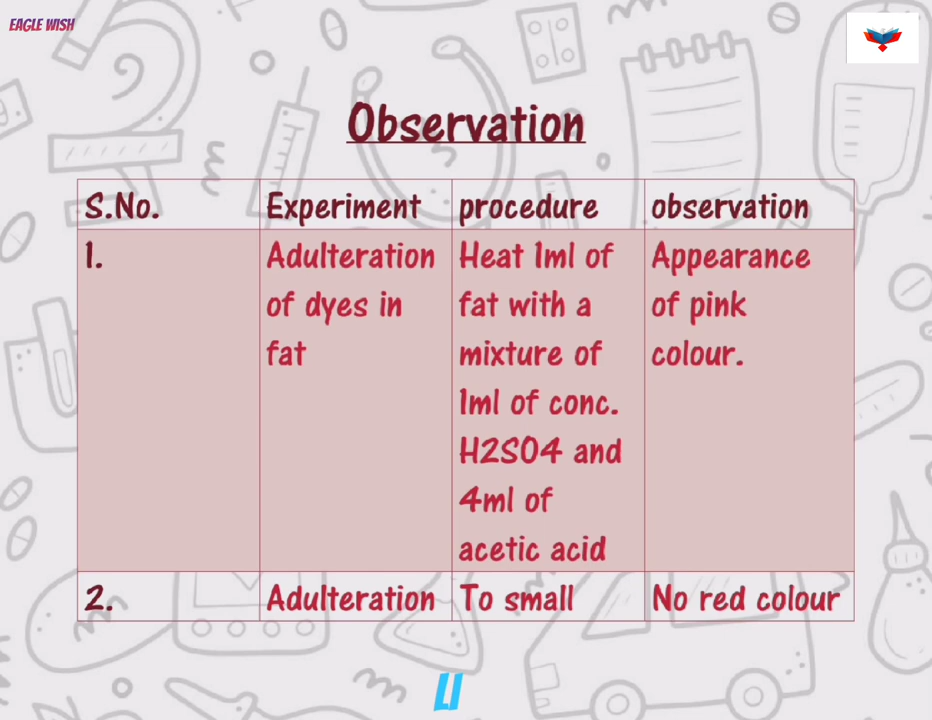 EAGLE WISH
Observation
S.No. Experiment procedure observation
1. Adulteration Heat 1ml of Appearance
of dyes in fat with a of pink
fat mixture of colour.
1ml of conc.
H2SO4 and
4ml of
acetic acid
2. Adulteration To small No red colour